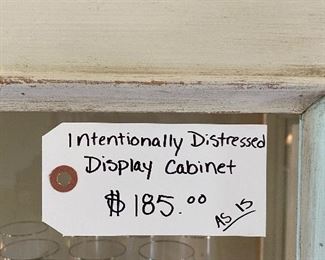 Intentionally Distressed
Display Cabinet
$185.00
AS IS